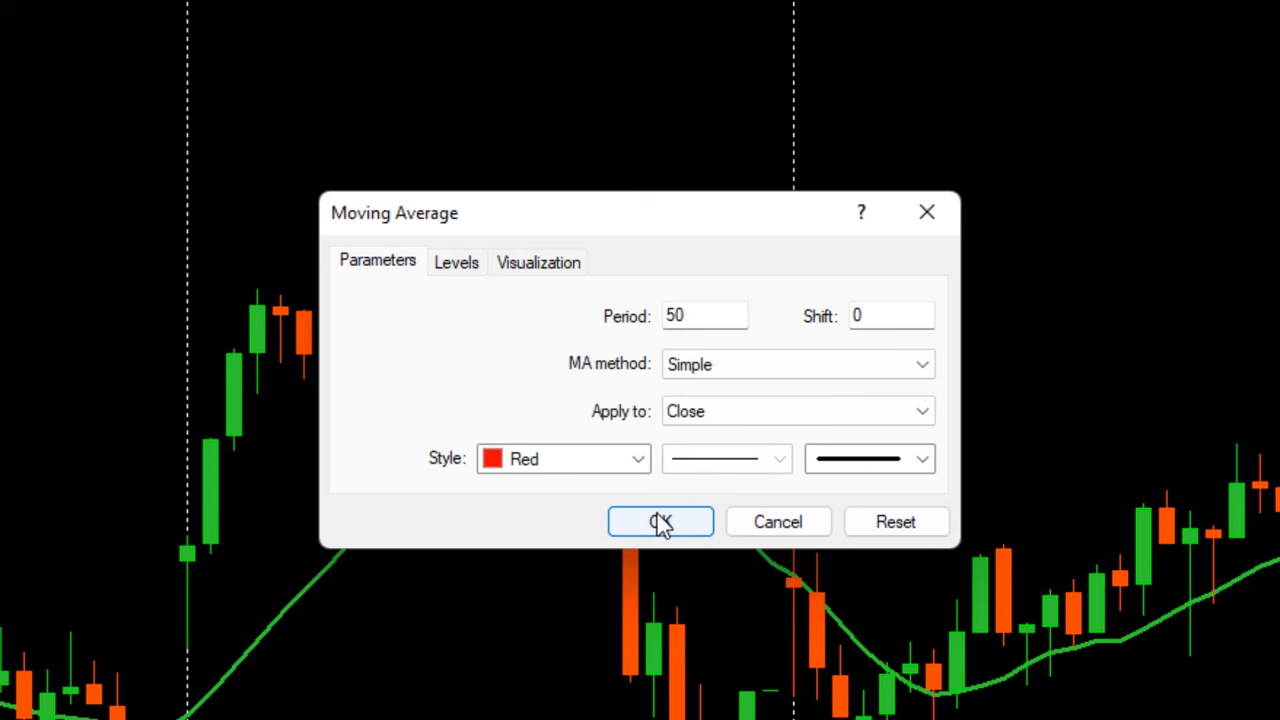 Moving Average ?
Parameters Levels Visualization
Period: 50 Shift: 0
MA method: Simple
Apply to: Close
Style: Red
OK Cancel Reset